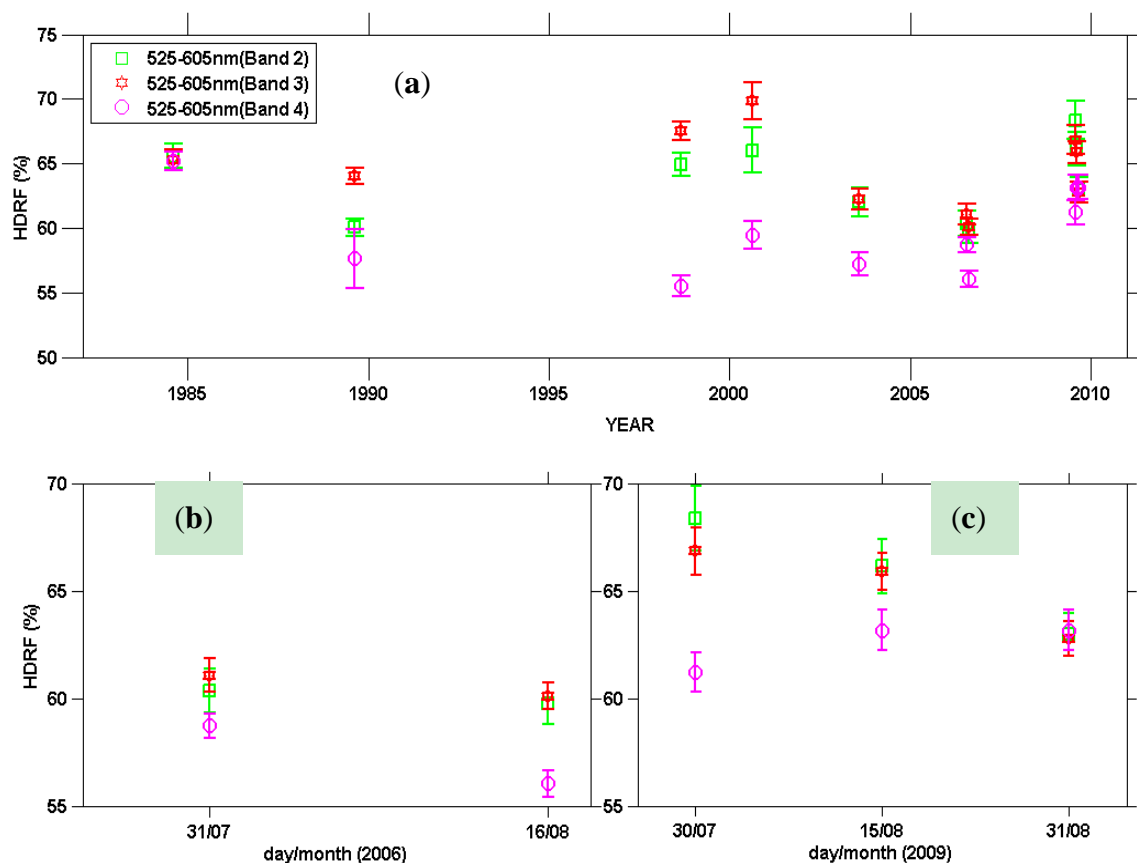 75
70
65
60
55
50
HDRF (%)
525-605nm(Band 2)
525-605nm(Band 3)
525-605nm(Band 4)
(a)
1985 1990 1995 2000 2005 2010
YEAR
70
65
60
55
HDRF (%)
(b)
31/07 16/08
day/month (2006)
70
65
60
55
(c)
30/07 15/08 31/08
day/month (2009)